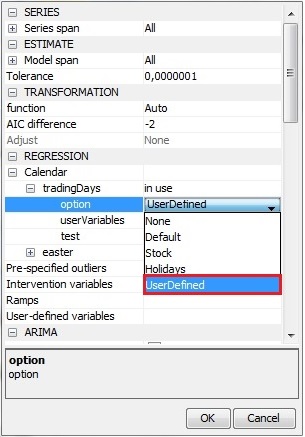 SERIES
Series span All
ESTIMATE
Model span All
Tolerance 0,0000001
TRANSFORMATION
function Auto
AIC difference -2
Adjust None
REGRESSION
Calendar
tradingDays in use
option UserDefined
userVariables None
test Default
Stock
easter Holidays
Pre-specified outliers UserDefined
Intervention variables
Ramps
User-defined variables
ARIMA
option
option
OK Cancel